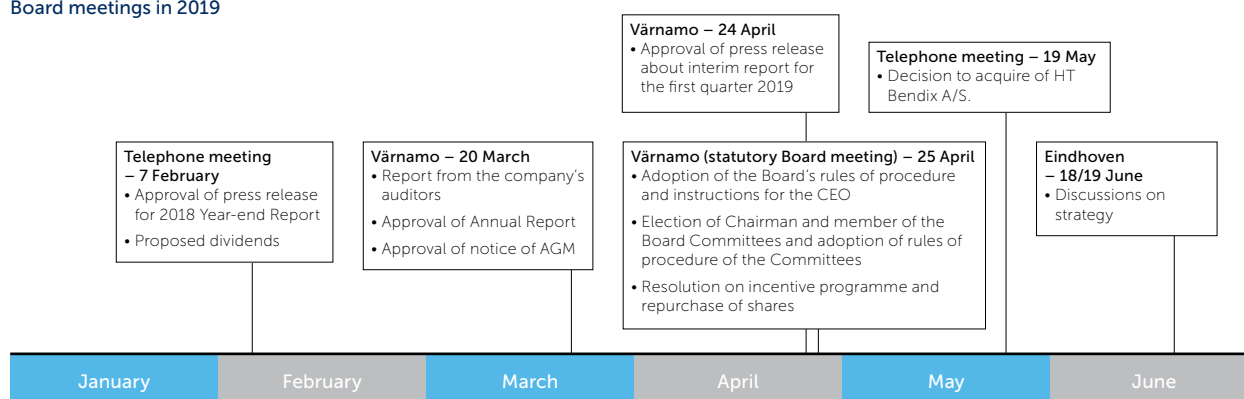 Board meetings in 2019
Värnamo – 24 April
• Approval of press release
about interim report for
the first quarter 2019
Telephone meeting – 19 May
• Decision to acquire of HT
Bendix A/S.
Telephone meeting
– 7 February
• Approval of press release
for 2018 Year-end Report
• Proposed dividends
Värnamo – 20 March
• Report from the company’s
auditors
• Approval of Annual Report
• Approval of notice of AGM
Värnamo (statutory Board meeting) – 25 April
• Adoption of the Board’s rules of procedure
and instructions for the CEO
• Election of Chairman and member of the
Board Committees and adoption of rules of
procedure of the Committees
• Resolution on incentive programme and
repurchase of shares
Eindhoven
– 18/19 June
• Discussions on
strategy
January
February
March
April
May
June